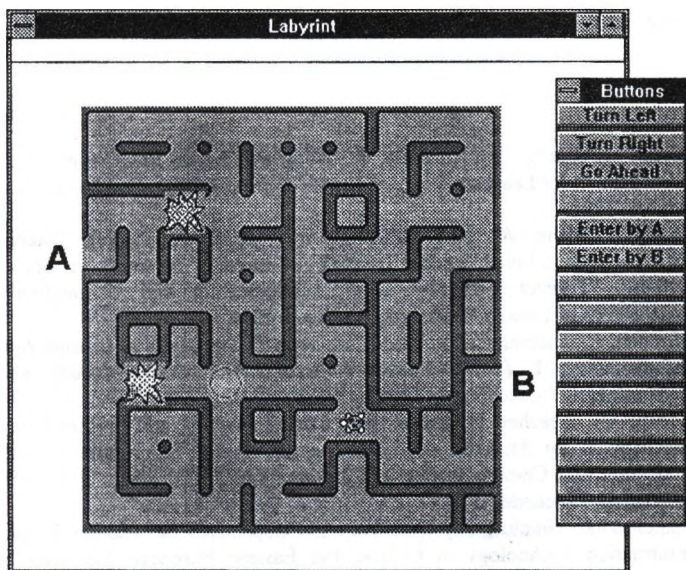 Labyrint
Buttons
Turn Left
Turn Right
Go Ahead
Enter by A
Enter by B
A
B